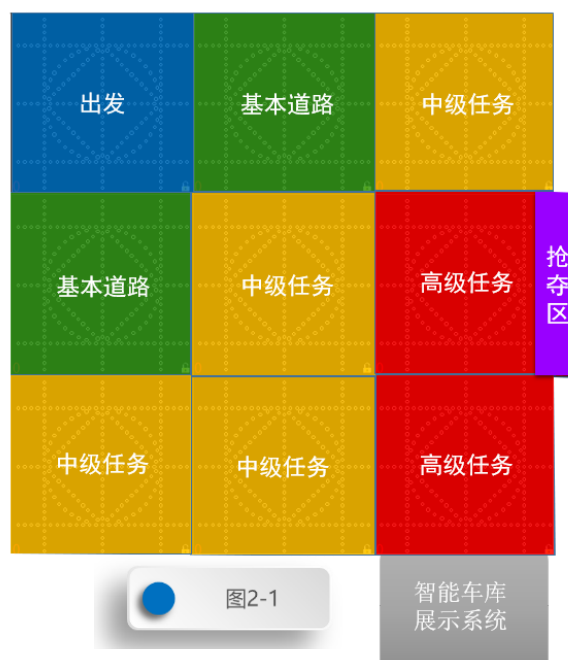 出发
基本道路
中级任务
基本道路
中级任务
高级任务
抢
夺
区
中级任务
中级任务
高级任务
图2-1
智能车库
展示系统